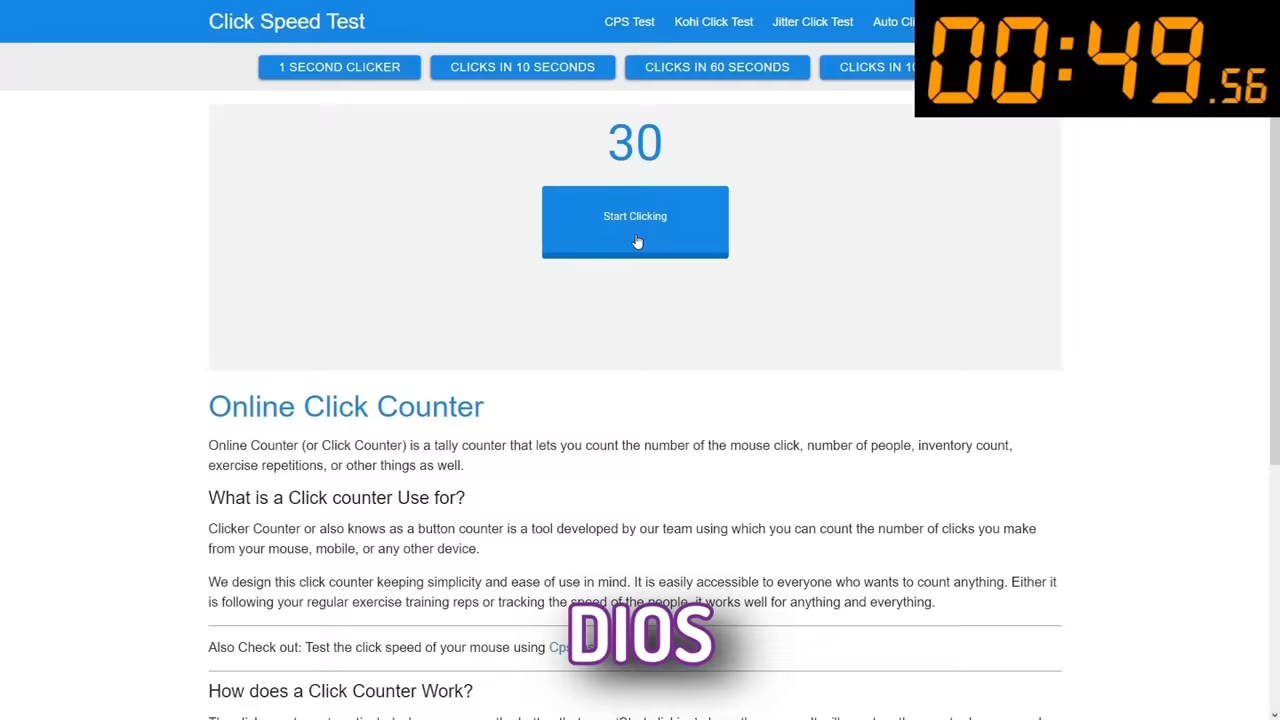 Click Speed Test
CPS Test Kohi Click Test Jitter Click Test Auto
00:49.56
1 SECOND CLICKER CLICKS IN 10 SECONDS CLICKS IN 60 SECONDS CLICKS IN
30
Start Clicking
Online Click Counter
Online Counter (or Click Counter) is a tally counter that lets you count the number of the mouse click, number of people, inventory count,
exercise repetitions, or other things as well.
What is a Click counter Use for?
Clicker Counter or also knows as a button counter is a tool developed by our team using which you can count the number of clicks you make
from your mouse, mobile, or any other device.
We design this click counter keeping simplicity and ease of use in mind. It is easily accessible to everyone who wants to count anything. Either it
is following your regular exercise training reps or tracking the speed of the people, it works well for anything and everything.
DIOS
Also Check out: Test the click speed of your mouse using
How does a Click Counter Work?